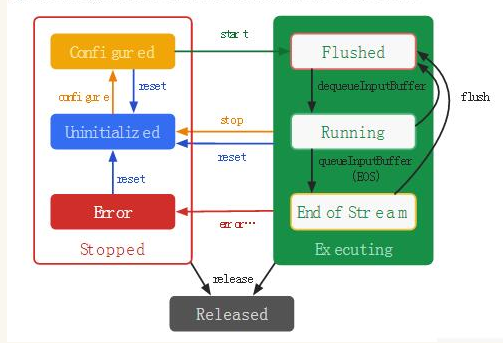 start
Configured
Flushed
reset
dequeueInputBuffer
configure
flush
stop
Uninitialized
Running
reset
queueInputBuffer
(EOS)
reset
Error
End of Stream
error...
Stopped
Executing
release
Released